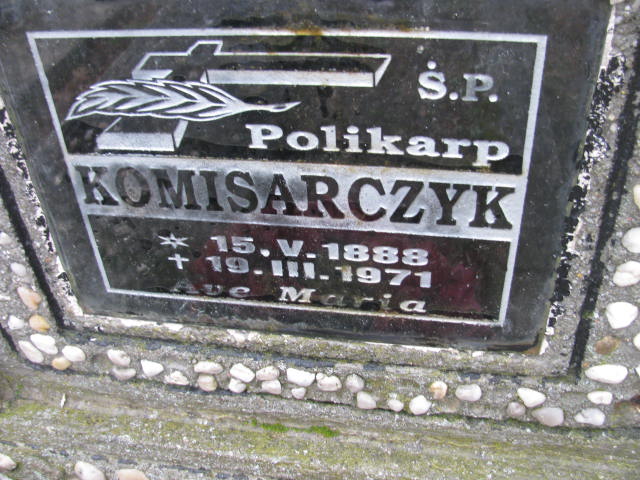 Ś.P.
Polikarp
KOMISARCZYK
* 15.V.1888
✝ 19.III.1971
Ave Maria